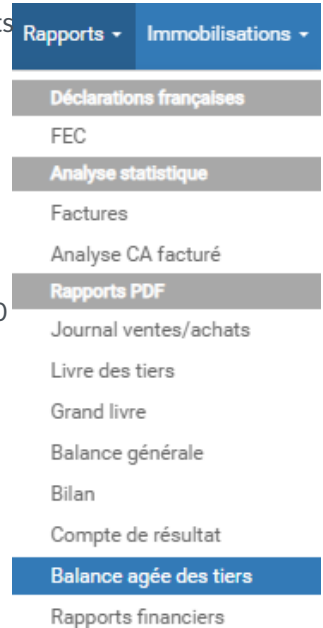 Rapports Immobilisations
Déclarations françaises
FEC
Analyse statistique
Factures
Analyse CA facturé
Rapports PDF
Journal ventes/achats
Livre des tiers
Grand livre
Balance générale
Bilan
Compte de résultat
Balance agée des tiers
Rapports financiers